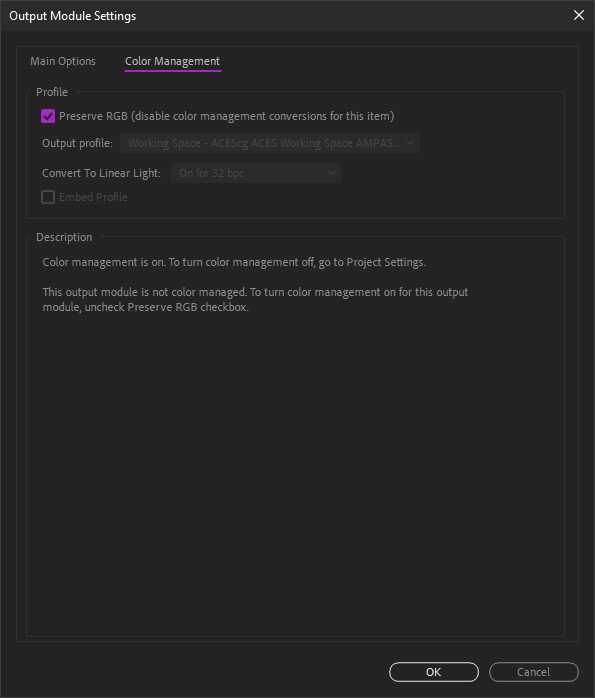 Output Module Settings
Main Options
Color Management
Profile
Preserve RGB (disable color management conversions for this item)
Output profile: Working Space - ACEScg ACES Working Space AMPAS...
Convert To Linear Light: On for 32 bpc
Embed Profile
Description
Color management is on. To turn color management off, go to Project Settings.
This output module is not color managed. To turn color management on for this output
module, uncheck Preserve RGB checkbox.
OK
Cancel